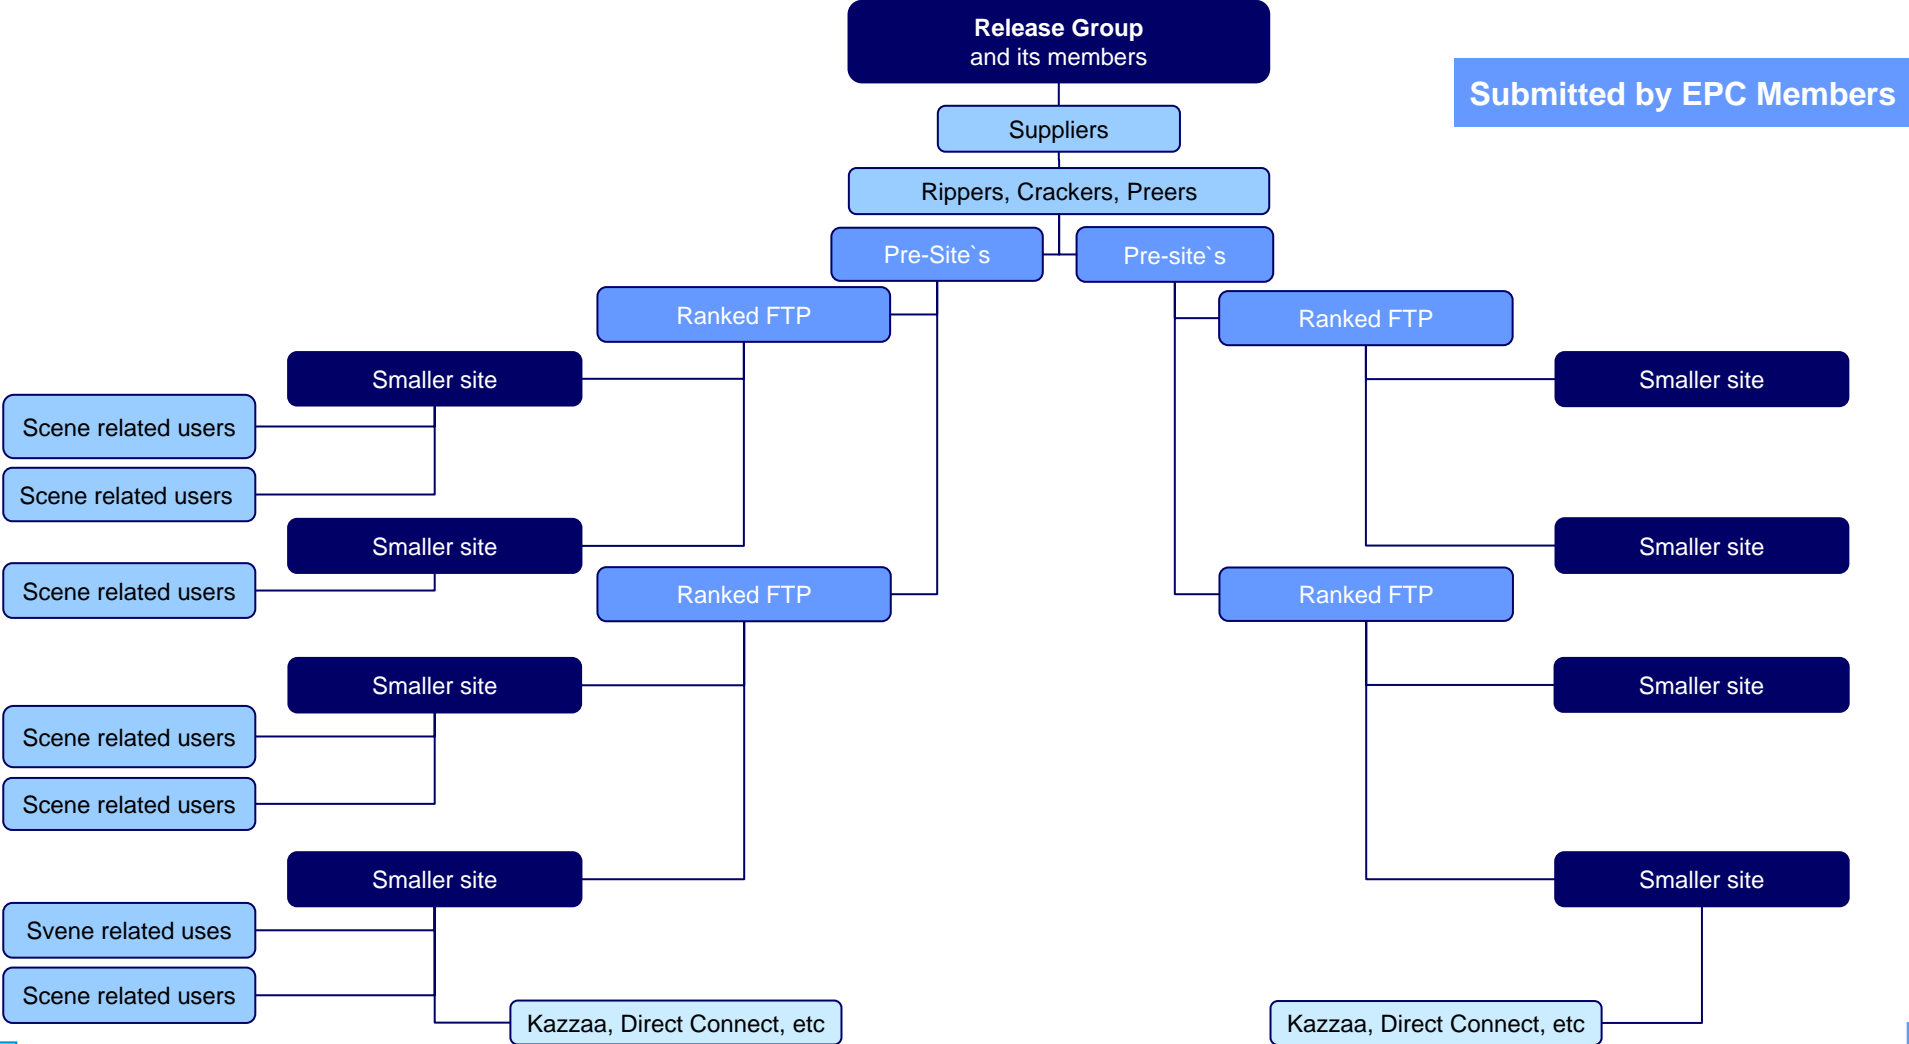 Release Group
and its members
Submitted by EPC Members
Suppliers
Rippers, Crackers, Preers
Pre-Site`s
Pre-site`s
Ranked FTP
Ranked FTP
Smaller site
Smaller site
Scene related users
Scene related users
Smaller site
Smaller site
Scene related users
Ranked FTP
Ranked FTP
Smaller site
Smaller site
Scene related users
Scene related users
Smaller site
Smaller site
Svene related uses
Scene related users
Kazzaa, Direct Connect, etc
Kazzaa, Direct Connect, etc